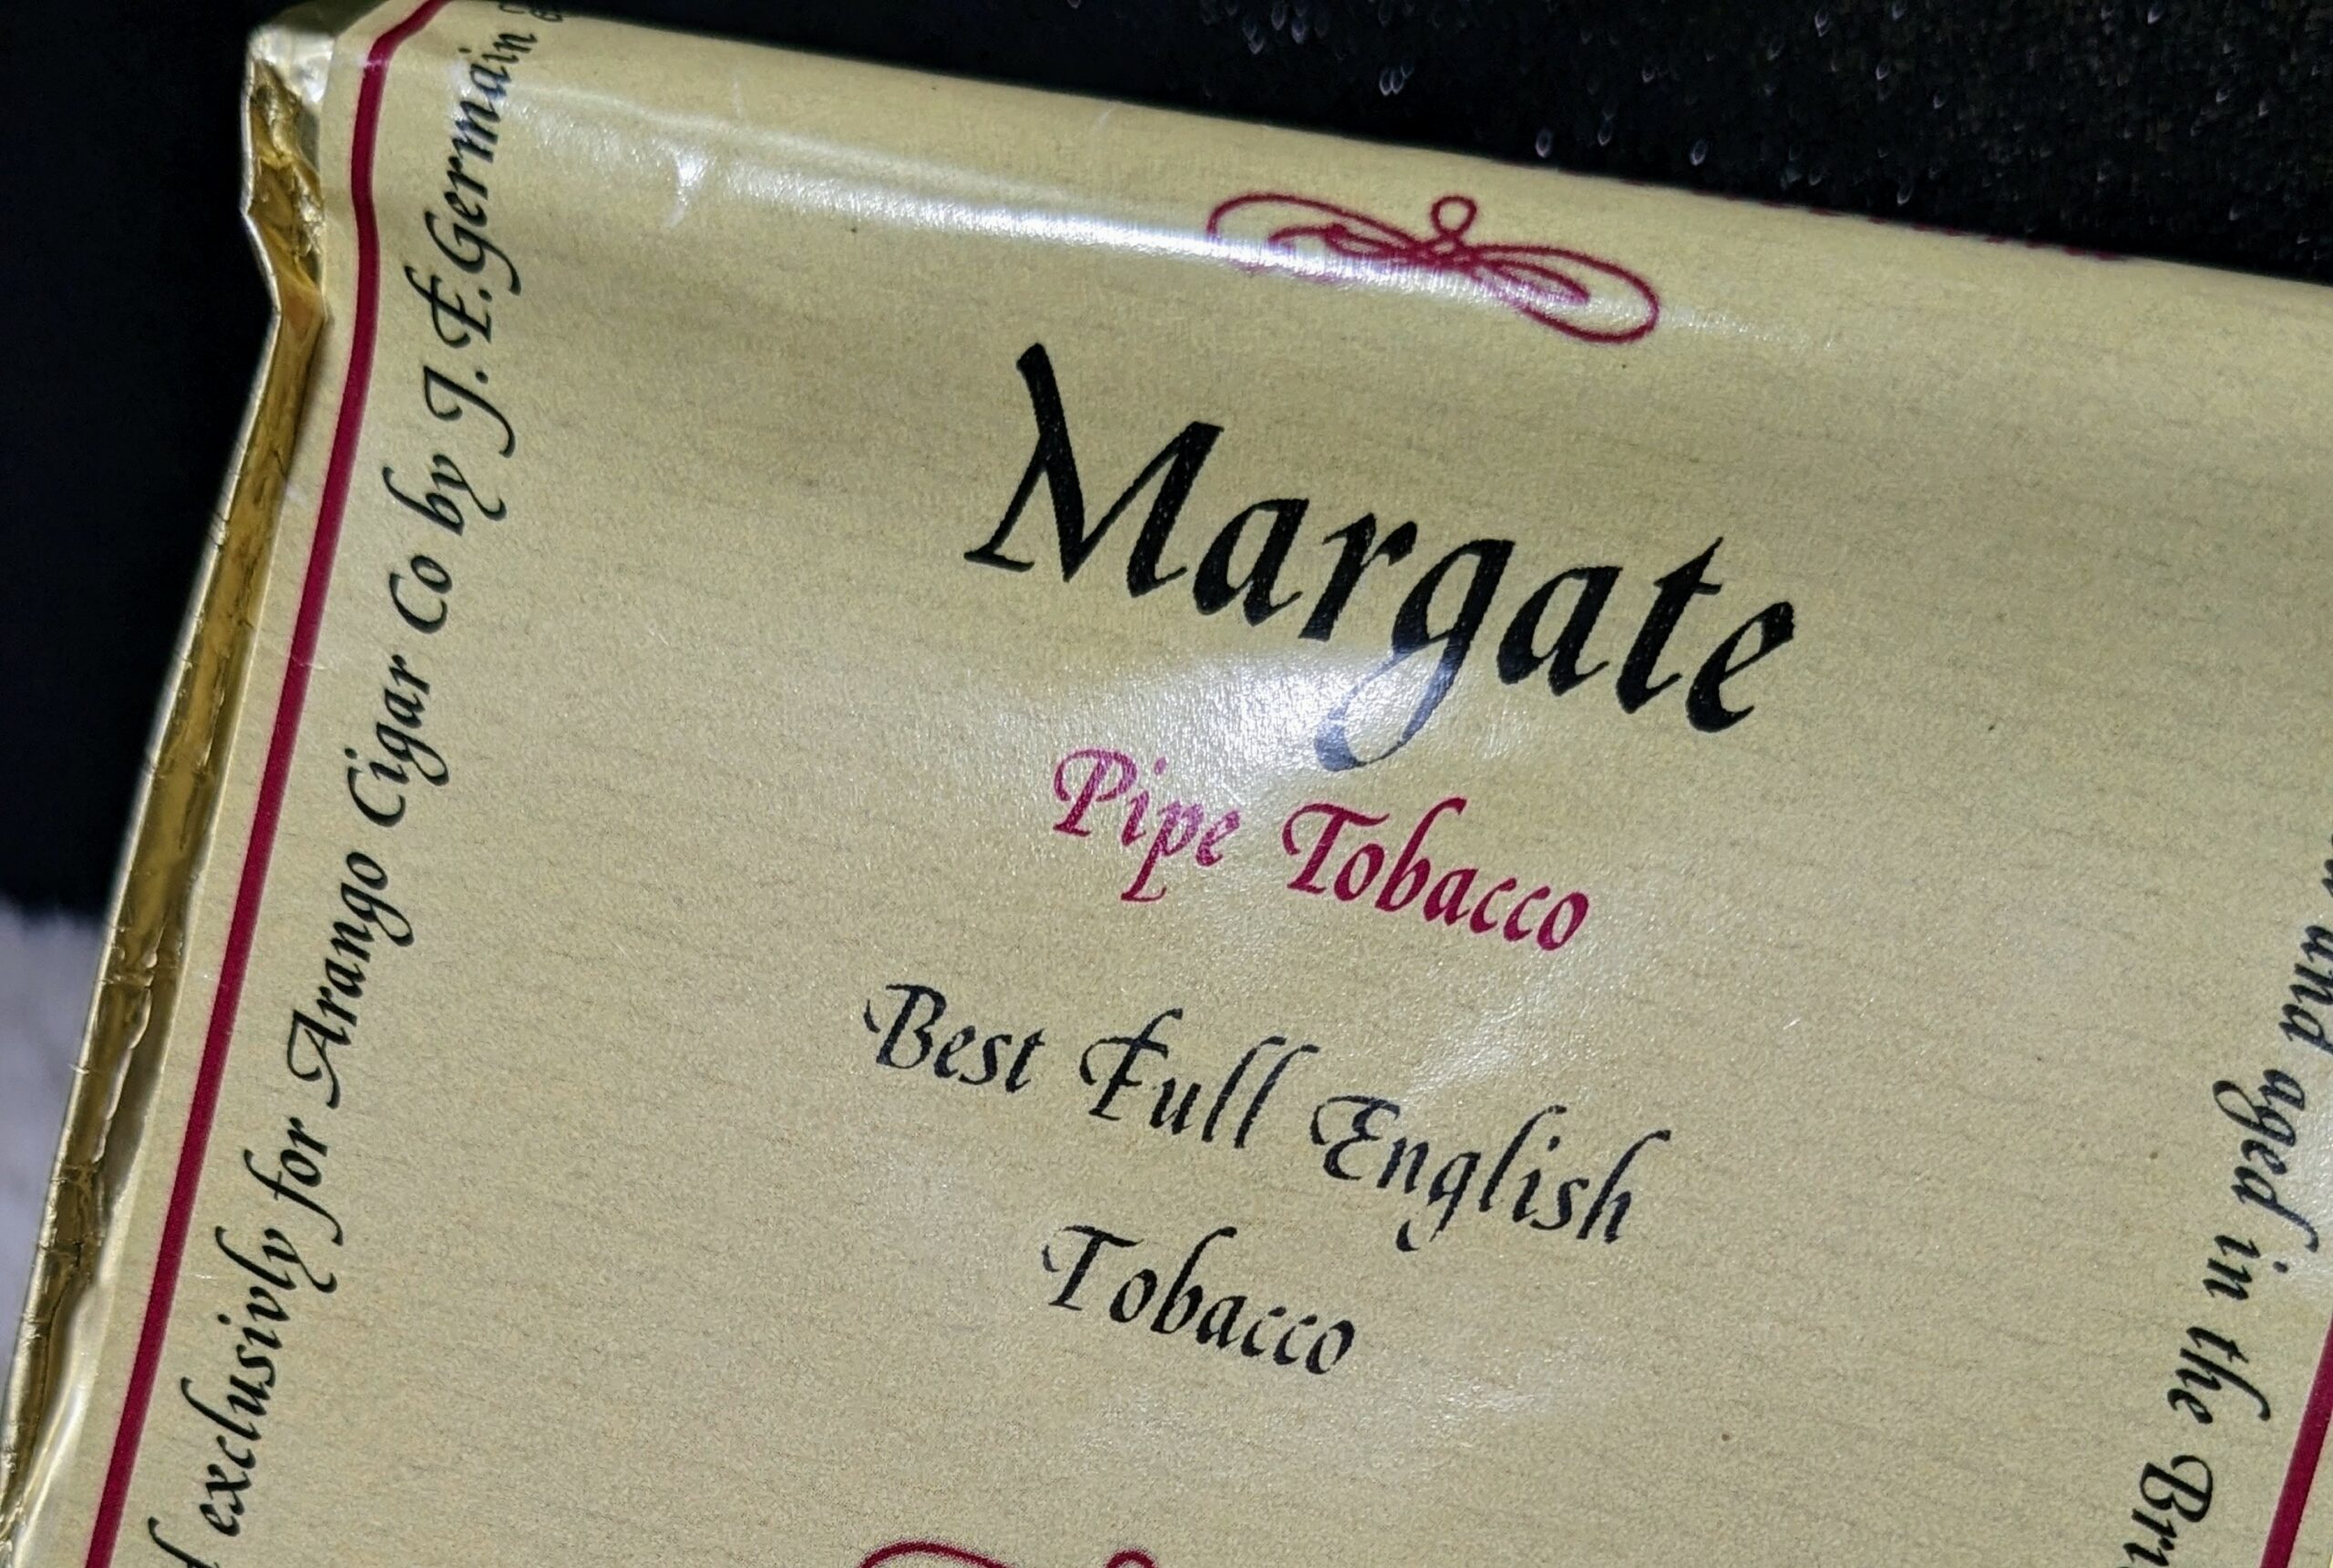 Margate
Pipe Tobacco
Best Full English
Tobacco
exclusivly for Arango Cigar Co by J.F.Germain
and aged in the